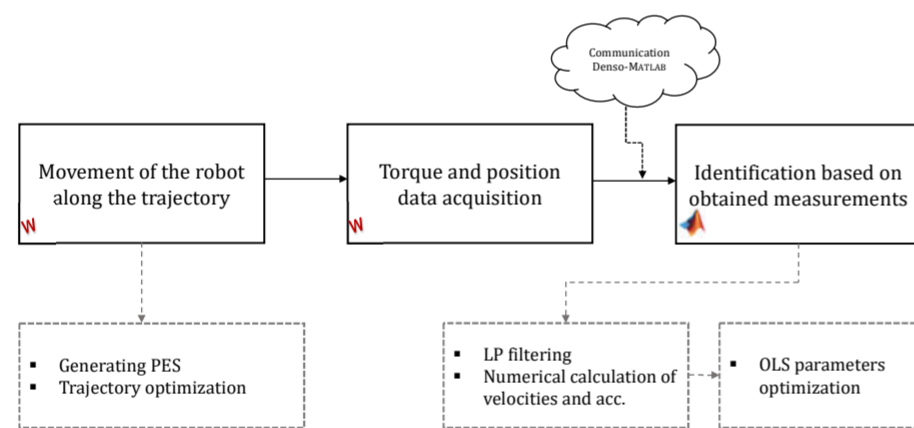 Communication
Denso-MATLAB
Movement of the robot
along the trajectory
W
Torque and position
data acquisition
W
Identification based on
obtained measurements
▪ Generating PES
▪ Trajectory optimization
▪ LP filtering
▪ Numerical calculation of
velocities and acc.
▪ OLS parameters
optimization